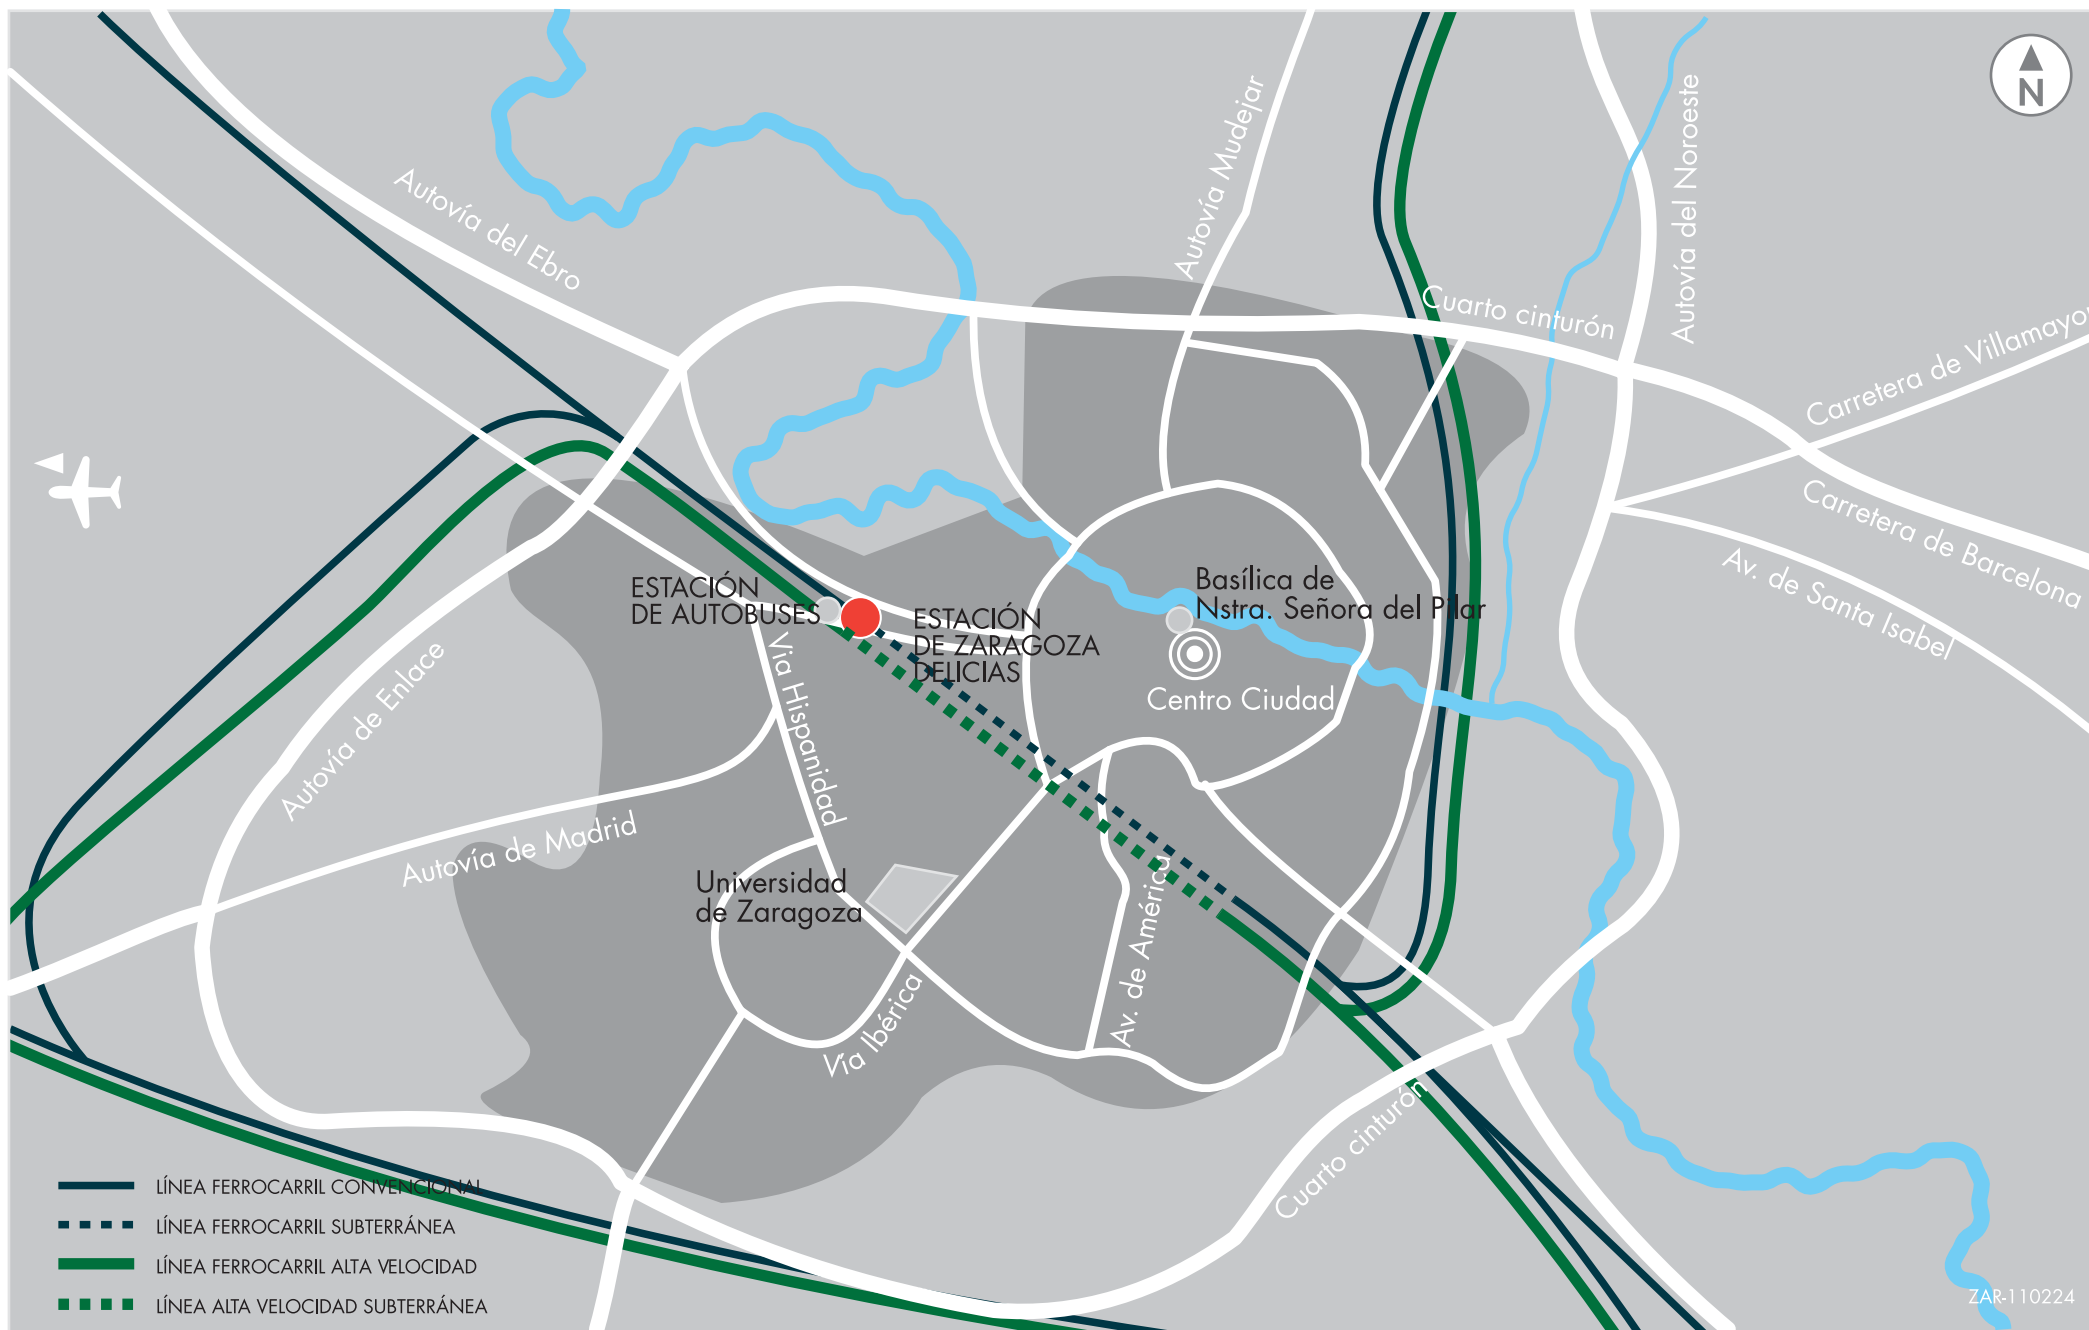 N
Autovía del Ebro
Autovía Mudejar
Autovía del Noroeste
Cuarto cinturón
Carretera de Villamayor
Carretera de Barcelona
Av. de Santa Isabel
ESTACIÓN
DE AUTOBUSES
ESTACIÓN
DE ZARAGOZA
DELICIAS
Basílica de
Nstra. Señora del Pilar
Centro Ciudad
Via Hispanidad
Autovía de Enlace
Autovía de Madrid
Universidad
de Zaragoza
Av. de América
Vía Ibérica
Cuarto cinturón
LÍNEA FERROCARRIL CONVENCIONAL
LÍNEA FERROCARRIL SUBTERRÁNEA
LÍNEA FERROCARRIL ALTA VELOCIDAD
LÍNEA ALTA VELOCIDAD SUBTERRÁNEA
ZAR-110224